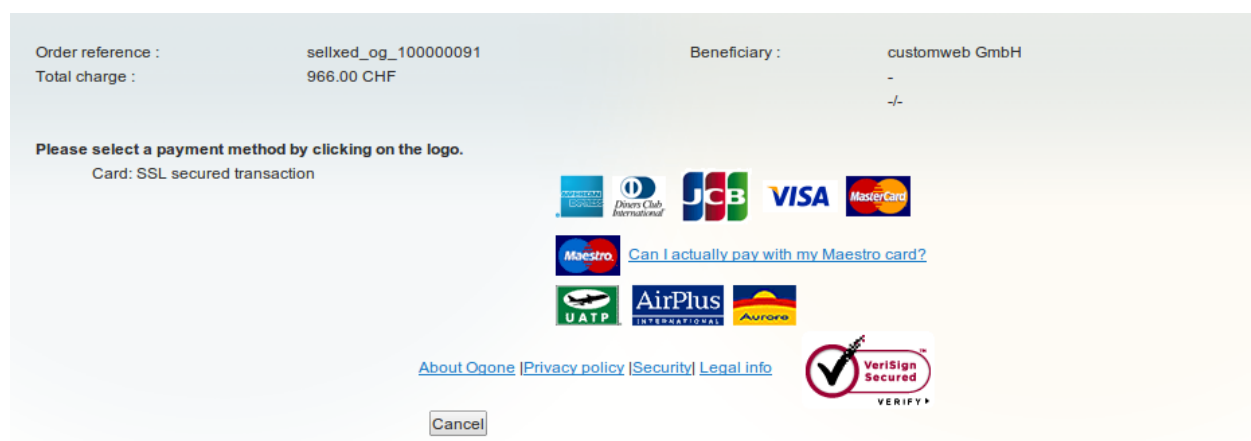 Order reference : sellxed_og_100000091 Beneficiary : customweb GmbH
Total charge : 966.00 CHF -
-/-
Please select a payment method by clicking on the logo.
Card: SSL secured transaction
AMERICAN EXPRESS
Diners Club International
JCB
VISA
MasterCard
Maestro Can I actually pay with my Maestro card?
UATP
AirPlus
INTERNATIONAL
Aurore
About Ogone |Privacy policy |Security| Legal info
VeriSign
Secured
VERIFY
Cancel